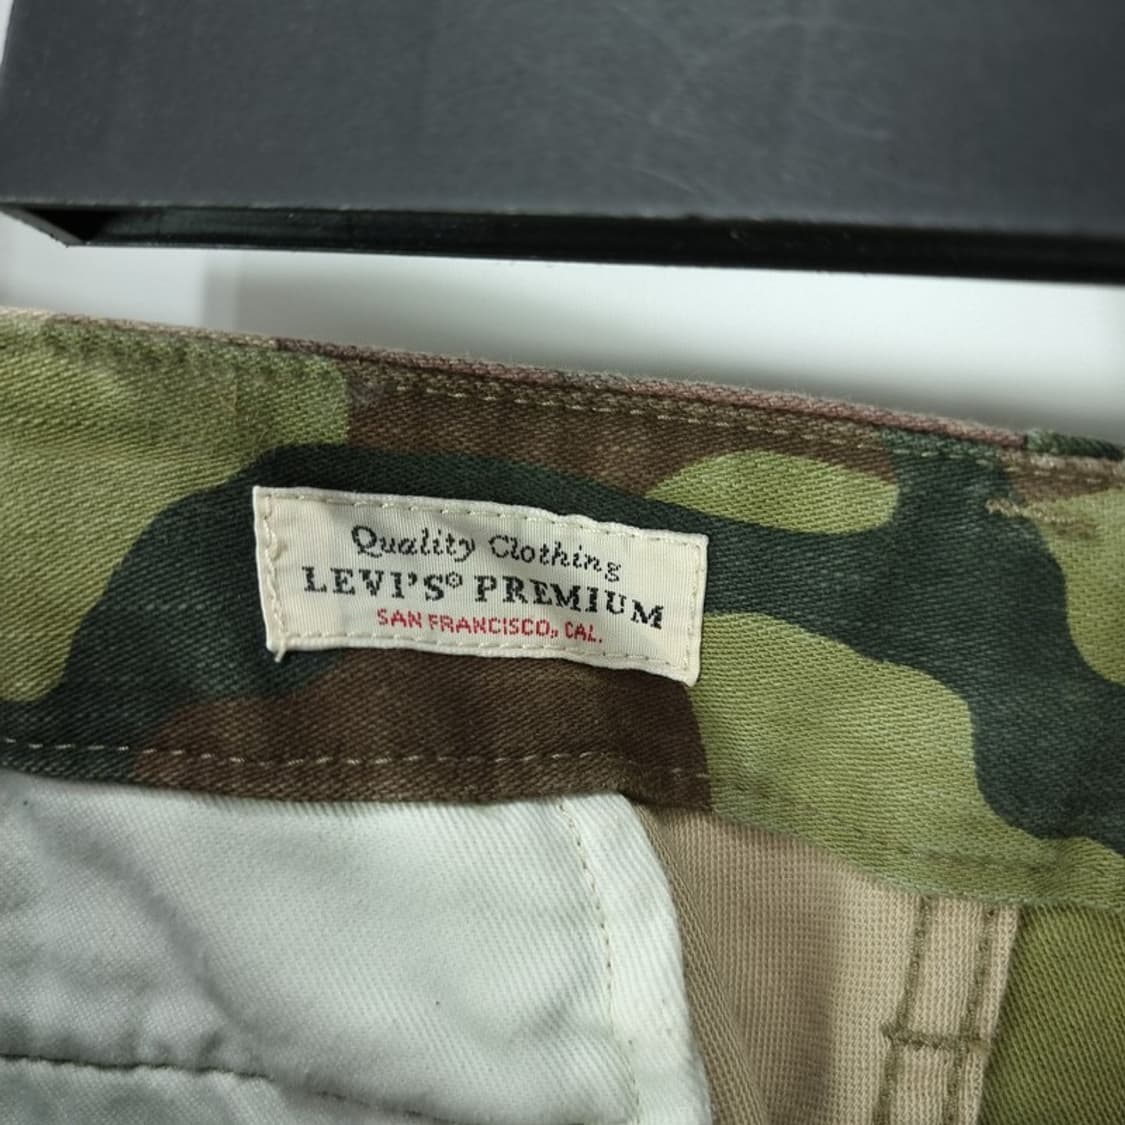 Quality Clothing
LEVI'S® PREMIUM
SAN FRANCISCO, CAL.